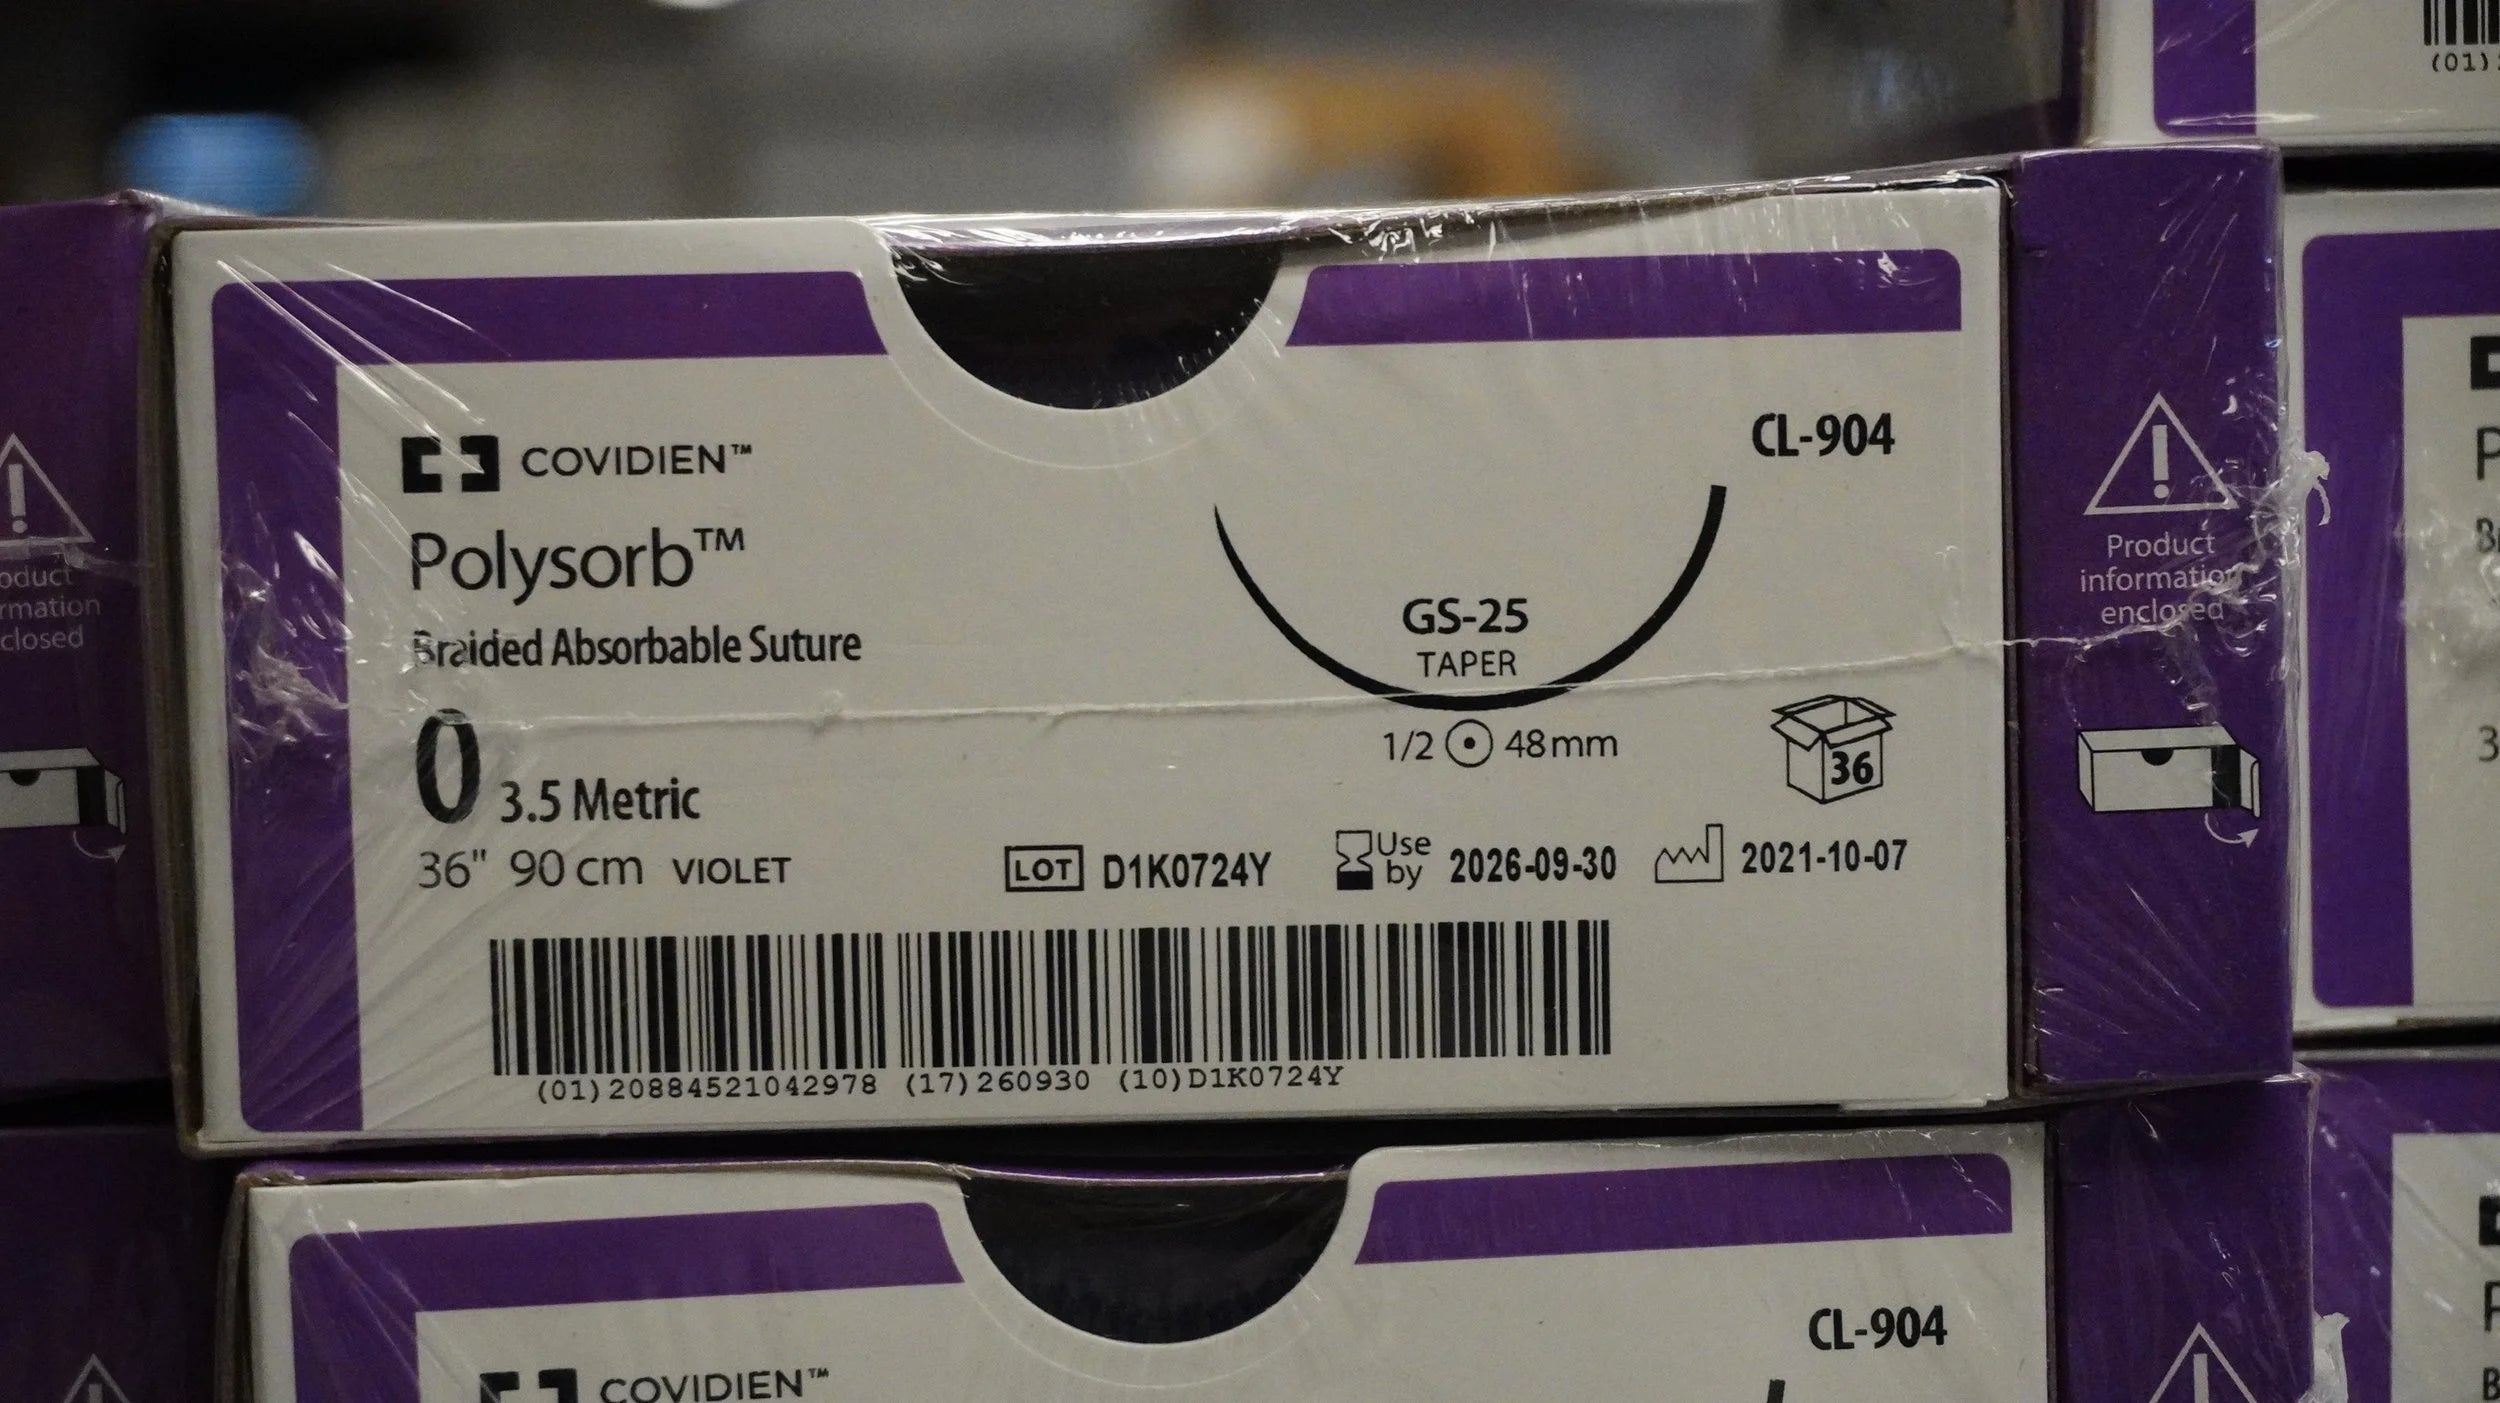 (01)
COVIDIEN™
CL-904
Polysorb™
Braided Absorbable Suture
GS-25
TAPER
1/2 48mm
36
0 3.5 Metric
36" 90 cm VIOLET
LOT D1K0724Y
Use by 2026-09-30
2021-10-07
(01)20884521042978 (17)260930 (10)D1K0724Y
Product
information
enclosed
CL-904
COVIDIEN™